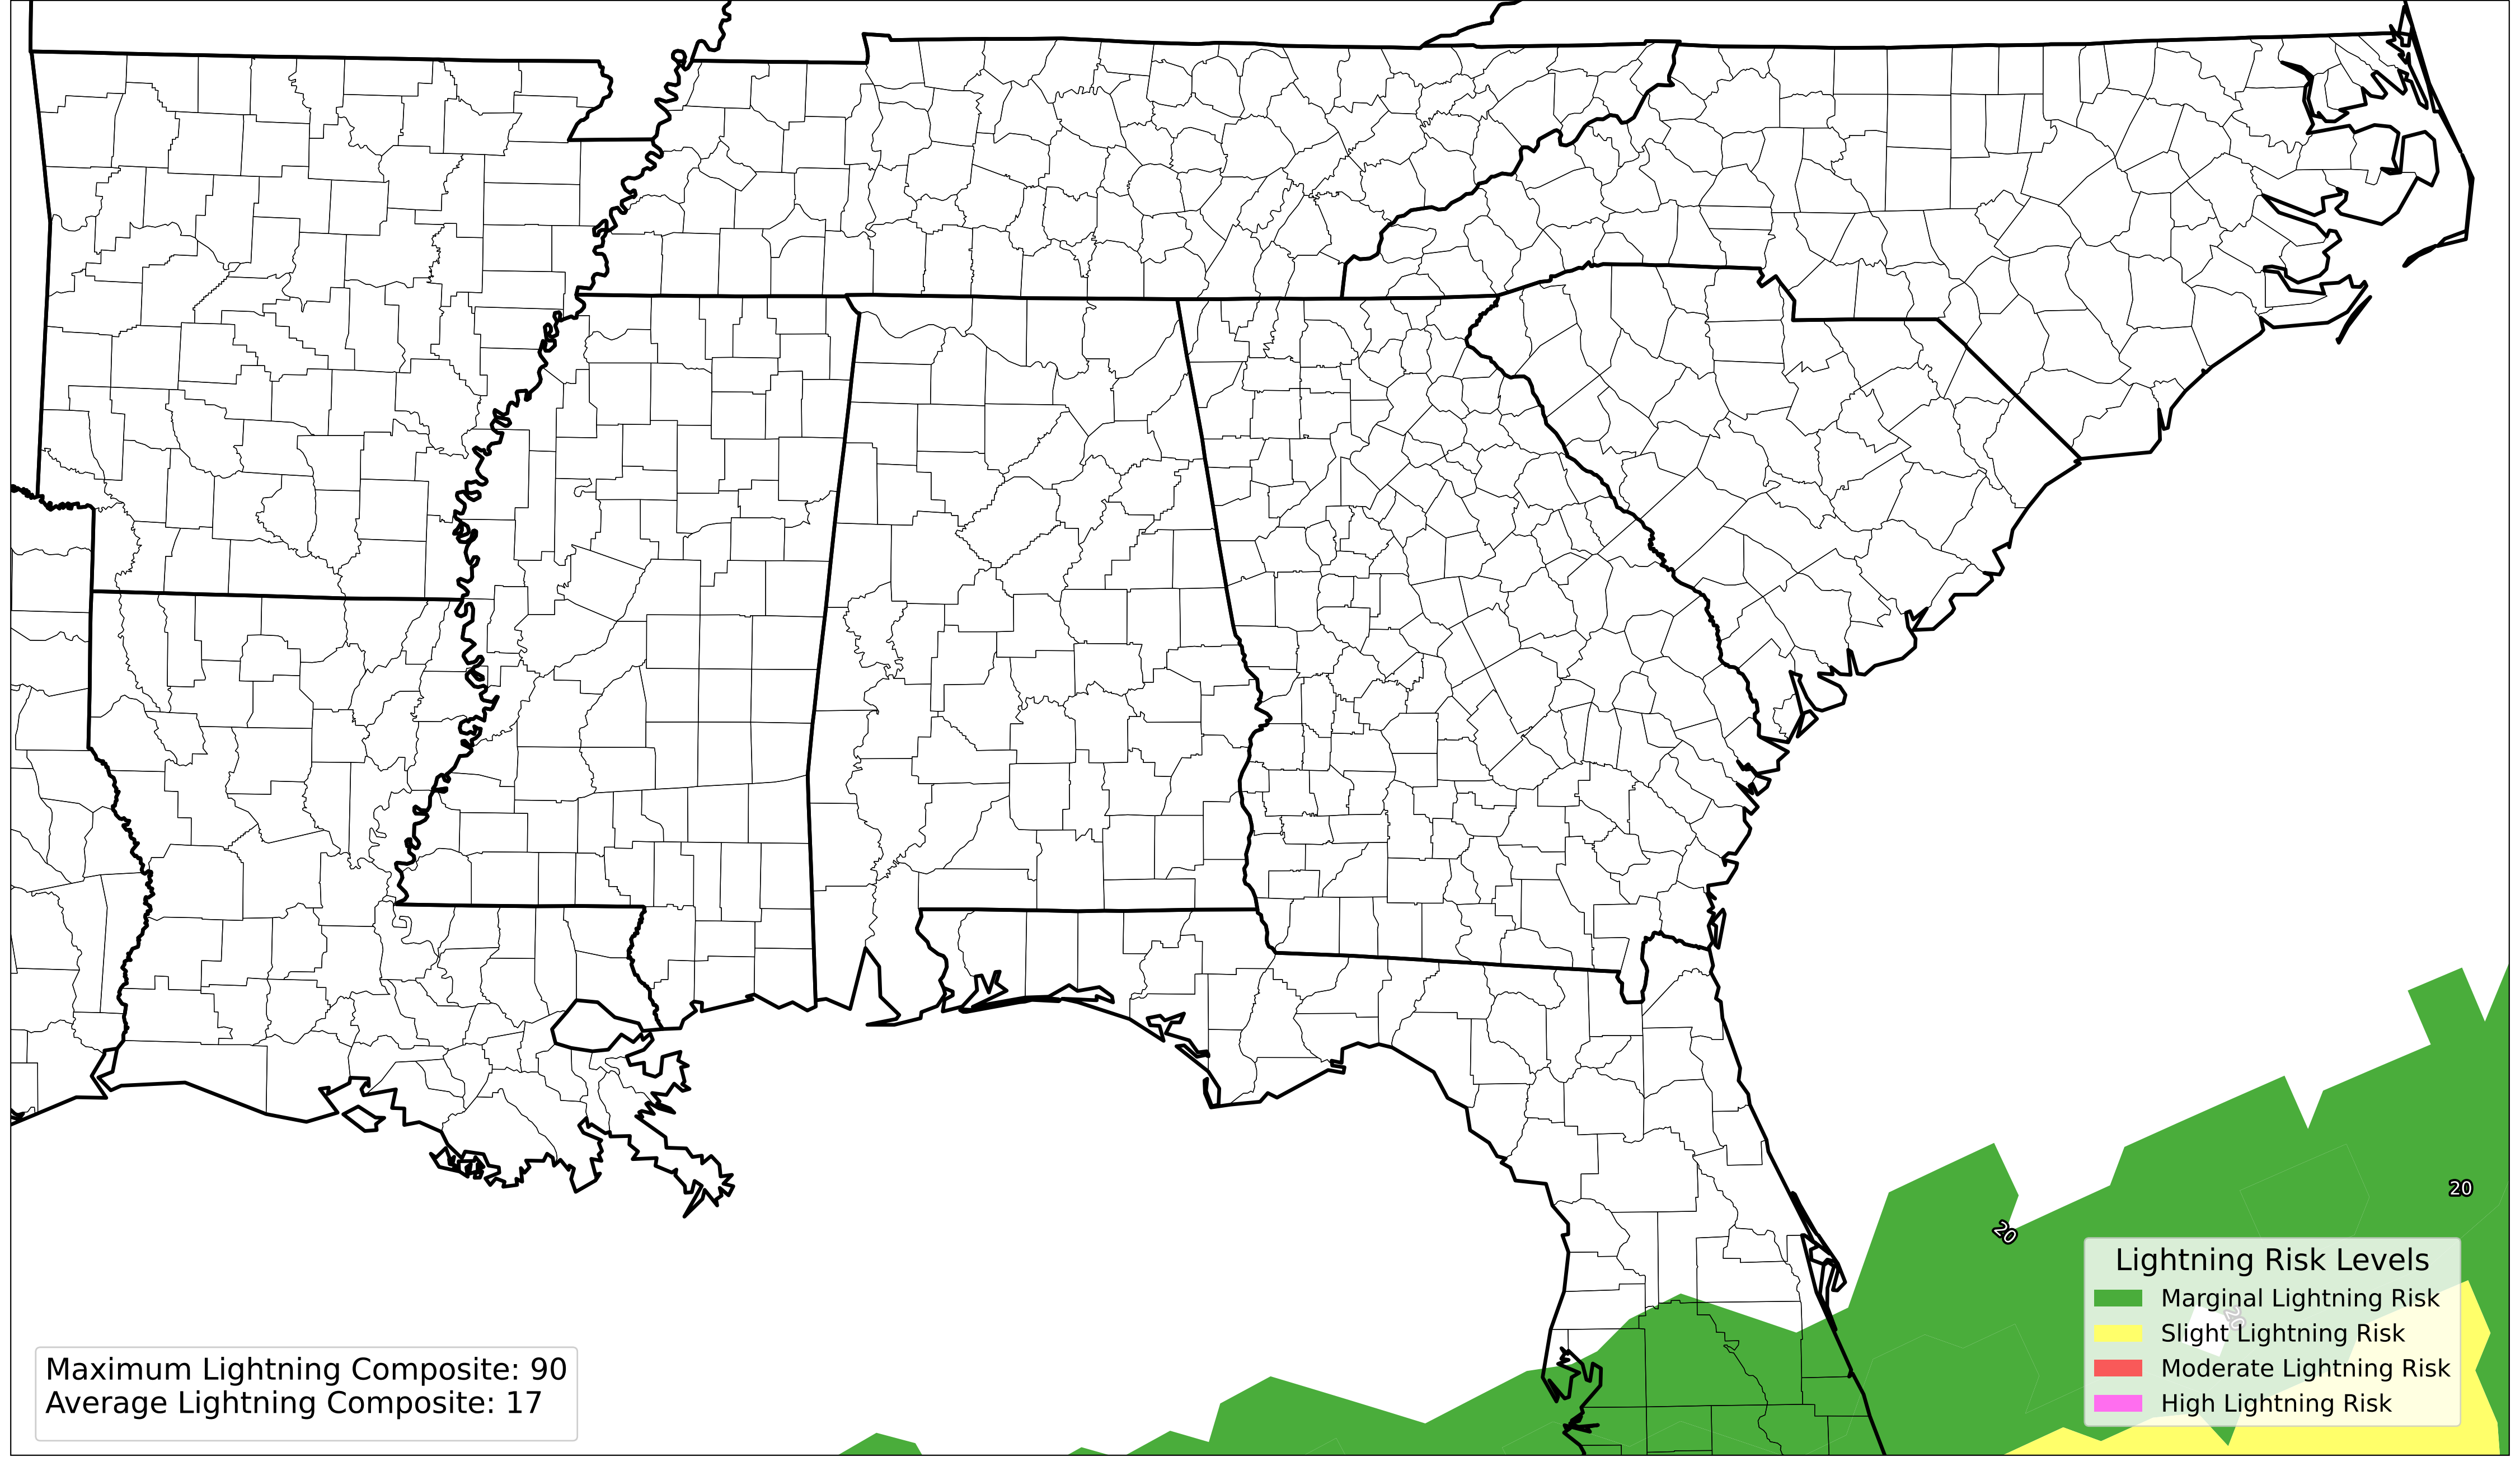 20
20
Lightning Risk Levels
Marginal Lightning Risk
20
Slight Lightning Risk
Moderate Lightning Risk
High Lightning Risk
Maximum Lightning Composite: 90
Average Lightning Composite: 17